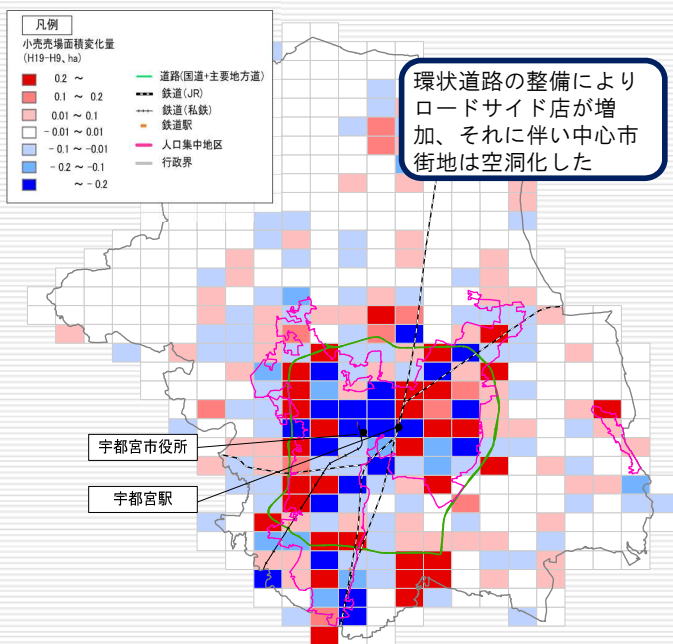 凡例
小売売場面積変化量
(H19-H9、ha)
0.2 ～
0.1 ～ 0.2
0.01 ～ 0.1
-0.01 ～ 0.01
-0.1 ～ -0.01
-0.2 ～ -0.1
～ -0.2
道路(国道+主要地方道)
鉄道(JR)
鉄道(私鉄)
鉄道駅
人口集中地区
行政界
環状道路の整備により
ロードサイド店が増
加、それに伴い中心市
街地は空洞化した
宇都宮市役所
宇都宮駅